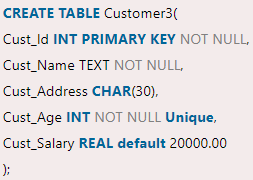 CREATE TABLE Customer3(
Cust_Id INT PRIMARY KEY NOT NULL,
Cust_Name TEXT NOT NULL,
Cust_Address CHAR(30),
Cust_Age INT NOT NULL Unique,
Cust_Salary REAL default 20000.00
);